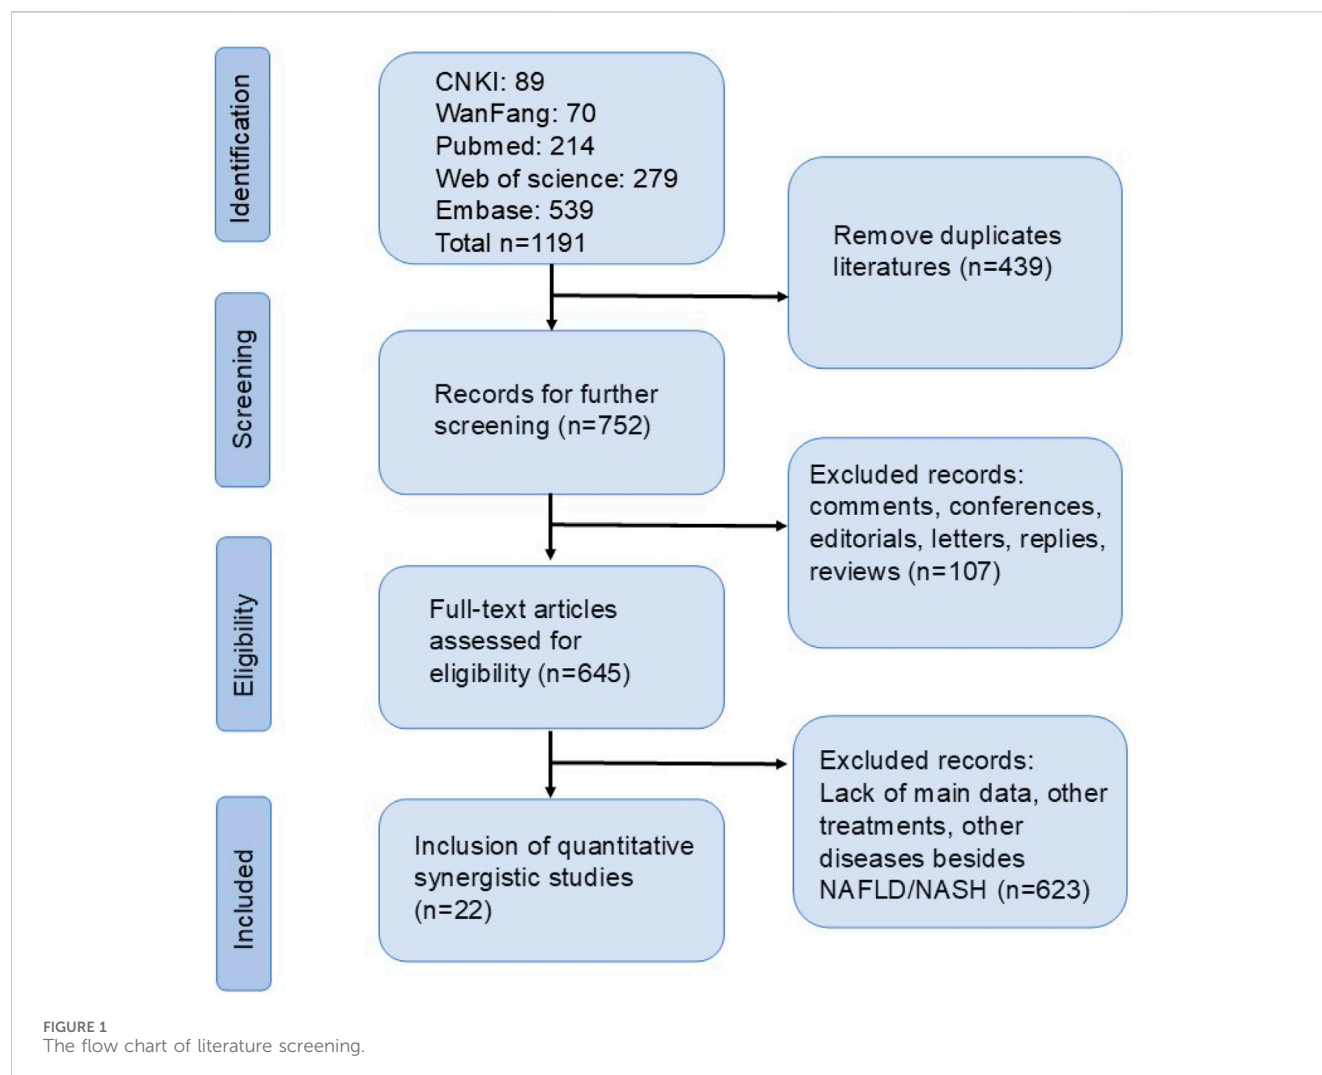 Identification
CNKI: 89
WanFang: 70
Pubmed: 214
Web of science: 279
Embase: 539
Total n=1191
Remove duplicates
literatures (n=439)
Screening
Records for further
screening (n=752)
Excluded records:
comments, conferences,
editorials, letters, replies,
reviews (n=107)
Eligibility
Full-text articles
assessed for
eligibility (n=645)
Excluded records:
Lack of main data, other
treatments, other
diseases besides
NAFLD/NASH (n=623)
Included
Inclusion of quantitative
synergistic studies
(n=22)
FIGURE 1
The flow chart of literature screening.